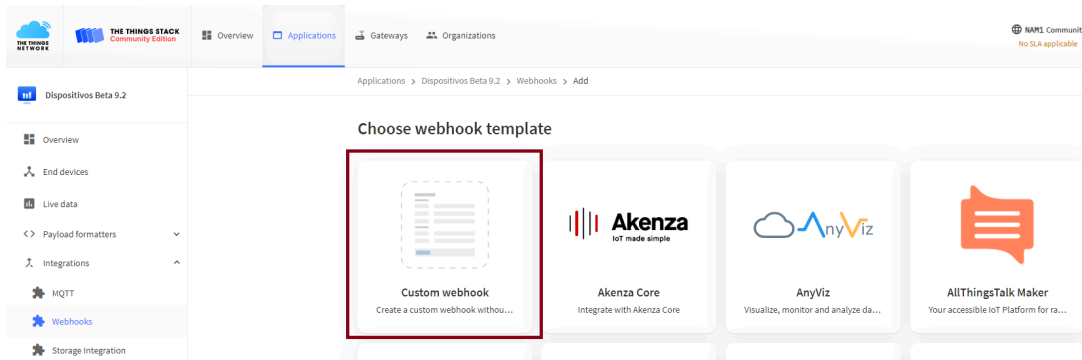 THE THINGS NETWORK
THE THINGS STACK
Community Edition
Overview
Applications
Gateways
Organizations
NAM1 Communit
No SLA applicable
Dispositivos Beta 9.2
Applications > Dispositivos Beta 9.2 > Webhooks > Add
Overview
End devices
Live data
<> Payload formatters
Integrations
MQTT
Webhooks
Storage Integration
Choose webhook template
Custom webhook
Create a custom webhook withou...
Akenza
IoT made simple
Akenza Core
Integrate with Akenza Core
AnyViz
AnyViz
Visualize, monitor and analyze da...
AllThingsTalk Maker
Your accessible IoT Platform for ra...